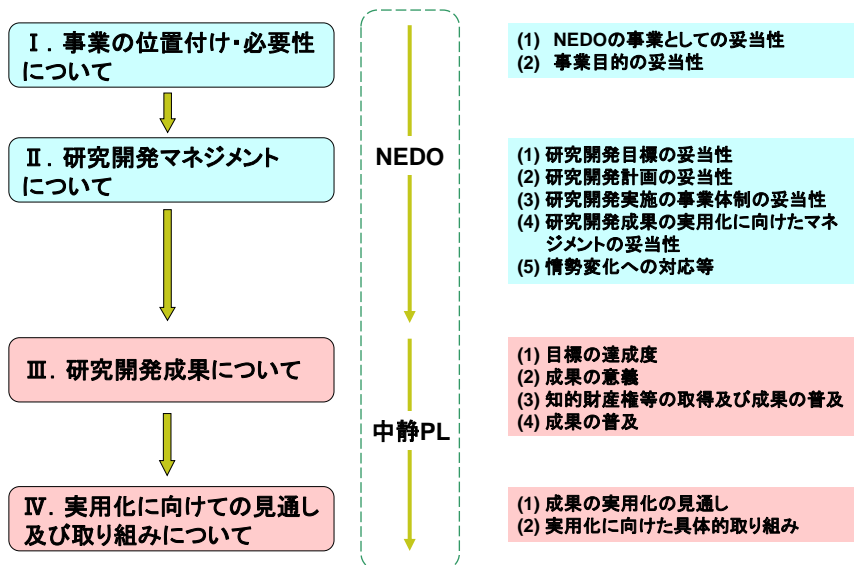 Ⅰ. 事業の位置付け・必要性
について
Ⅱ. 研究開発マネジメント
について
Ⅲ. 研究開発成果について
Ⅳ. 実用化に向けての見通し
及び取り組みについて
NEDO
中静PL
(1) NEDOの事業としての妥当性
(2) 事業目的の妥当性
(1) 研究開発目標の妥当性
(2) 研究開発計画の妥当性
(3) 研究開発実施の事業体制の妥当性
(4) 研究開発成果の実用化に向けたマネ
ジメントの妥当性
(5) 情勢変化への対応等
(1) 目標の達成度
(2) 成果の意義
(3) 知的財産権等の取得及び成果の普及
(4) 成果の普及
(1) 成果の実用化の見通し
(2) 実用化に向けた具体的取り組み